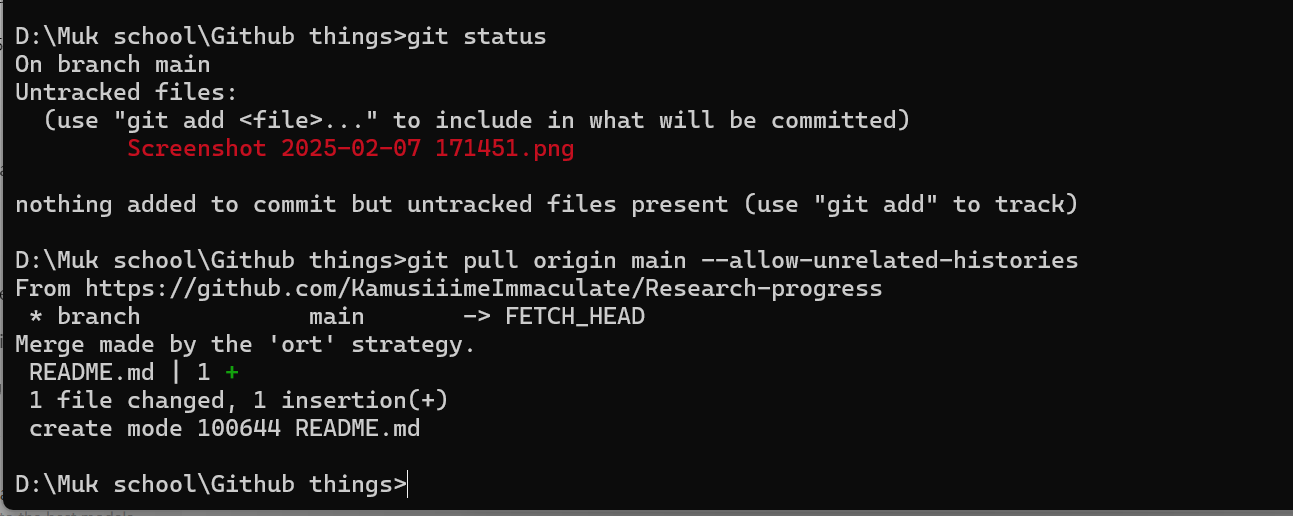 D:\Muk school\Github things>git status
On branch main
Untracked files:
  (use "git add <file>..." to include in what will be committed)
        Screenshot 2025-02-07 171451.png

nothing added to commit but untracked files present (use "git add" to track)

D:\Muk school\Github things>git pull origin main --allow-unrelated-histories
From https://github.com/KamusiiimeImmaculate/Research-progress
 * branch            main       -> FETCH_HEAD
Merge made by the 'ort' strategy.
 README.md | 1 +
 1 file changed, 1 insertion(+)
 create mode 100644 README.md

D:\Muk school\Github things>